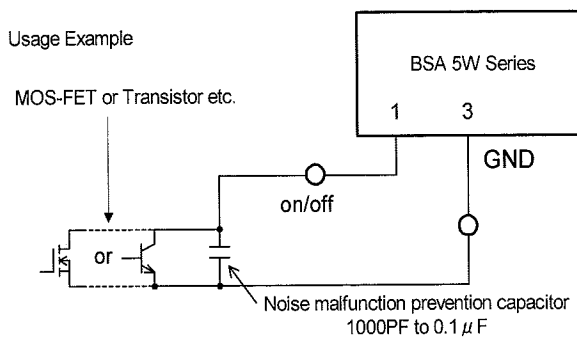 Usage Example
BSA 5W Series
MOS-FET or Transistor etc.
1 3
GND
on/off
or
Noise malfunction prevention capacitor
1000PF to 0.1 μ F